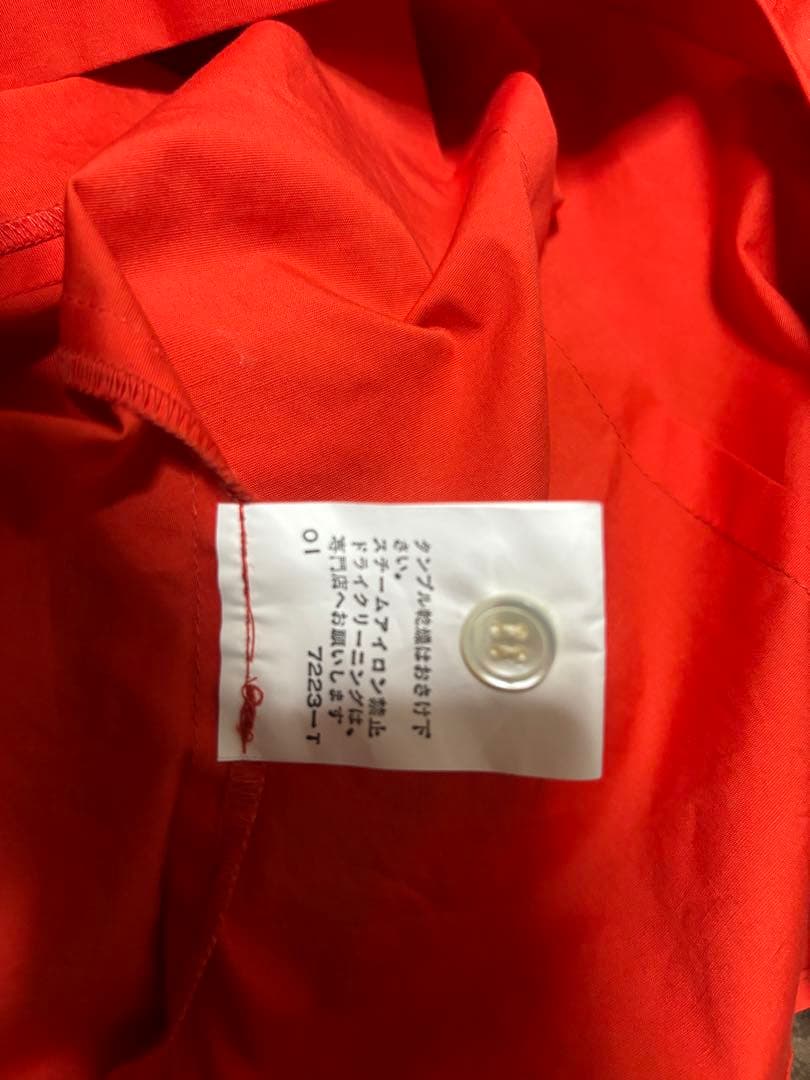 タンブル乾燥はおさけ下
さい。
スチームアイロン禁止
ドライクリーニングは、
専門店へお願いします
01 7223-T